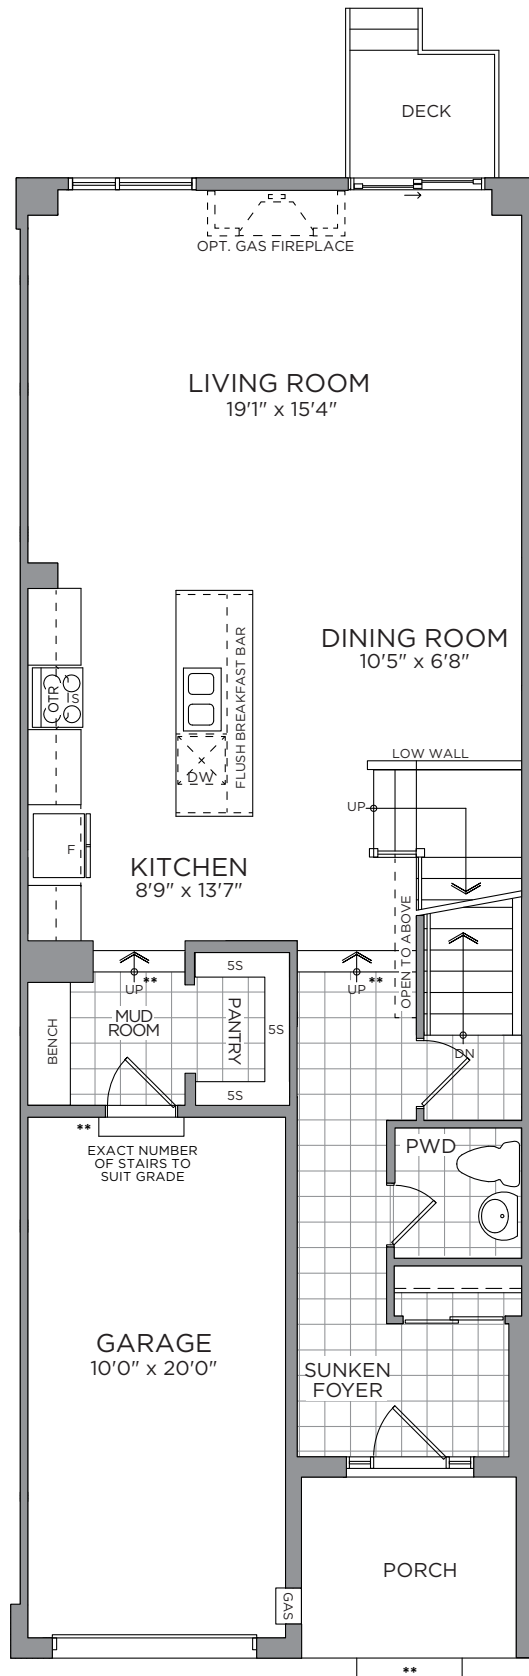 DECK
OPT. GAS FIREPLACE
LIVING ROOM
19'1" x 15'4"
DINING ROOM
10'5" x 6'8"
FLUSH BREAKFAST BAR
OTR
S
DW
LOW WALL
UP
F
KITCHEN
8'9" x 13'7"
OPEN TO ABOVE
UP **
UP **
5S
MUD
ROOM
PANTRY
5S
BENCH
5S
DN
**
EXACT NUMBER
OF STAIRS TO
SUIT GRADE
PWD
GARAGE
10'0" x 20'0"
SUNKEN
FOYER
PORCH
GAS
**